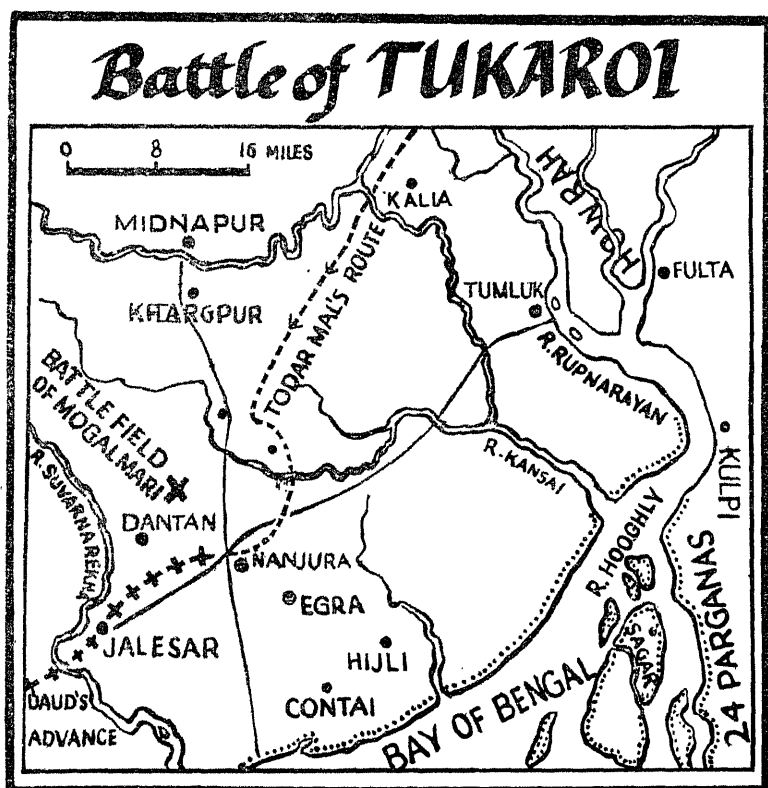 Battle of TUKAROI
0 8 16 MILES
KALIA
HOWRAH
MIDNAPUR
FULTA
KHARGPUR
TUMLUK
TODAR MAL'S ROUTE
R. RUPNARAYAN
BATTLE FIELD
OF MOGALMARI
R. KANSAI
KULPI
R. SUVARNAREKHA
DANTAN
NANJURA
R. HOOGHLY
EGRA
24 PARGANAS
JALESAR
HIJLI
SAGAR
CONTAI
BAY OF BENGAL
DAUD'S
ADVANCE